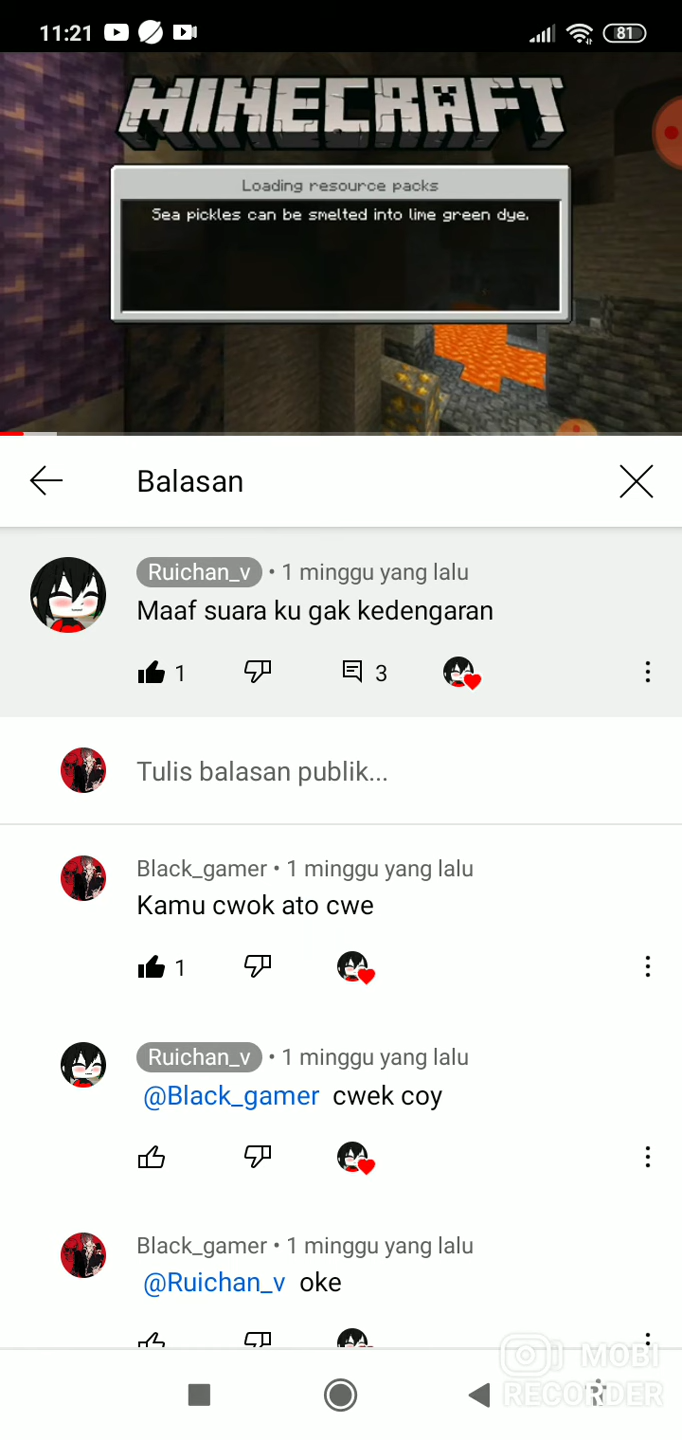 11:21
81
MINECRAFT
Loading resource packs
Sea pickles can be smelted into lime green dye.
Balasan
Ruichan_v • 1 minggu yang lalu
Maaf suara ku gak kedengaran
1 3
Tulis balasan publik...
Black_gamer • 1 minggu yang lalu
Kamu cwok ato cwe
1
Ruichan_v • 1 minggu yang lalu
@Black_gamer cwek coy
Black_gamer • 1 minggu yang lalu
@Ruichan_v oke
MOBI
RECORDER